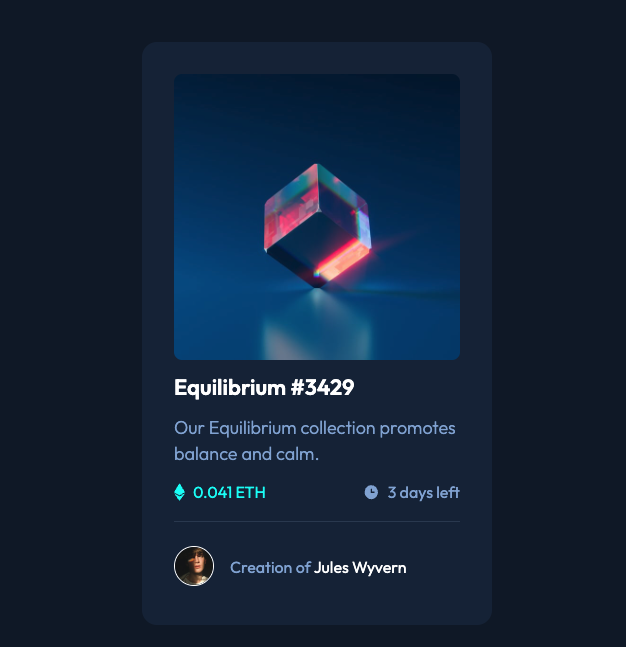 Equilibrium #3429
Our Equilibrium collection promotes
balance and calm.
0.041 ETH
3 days left
Creation of Jules Wyvern